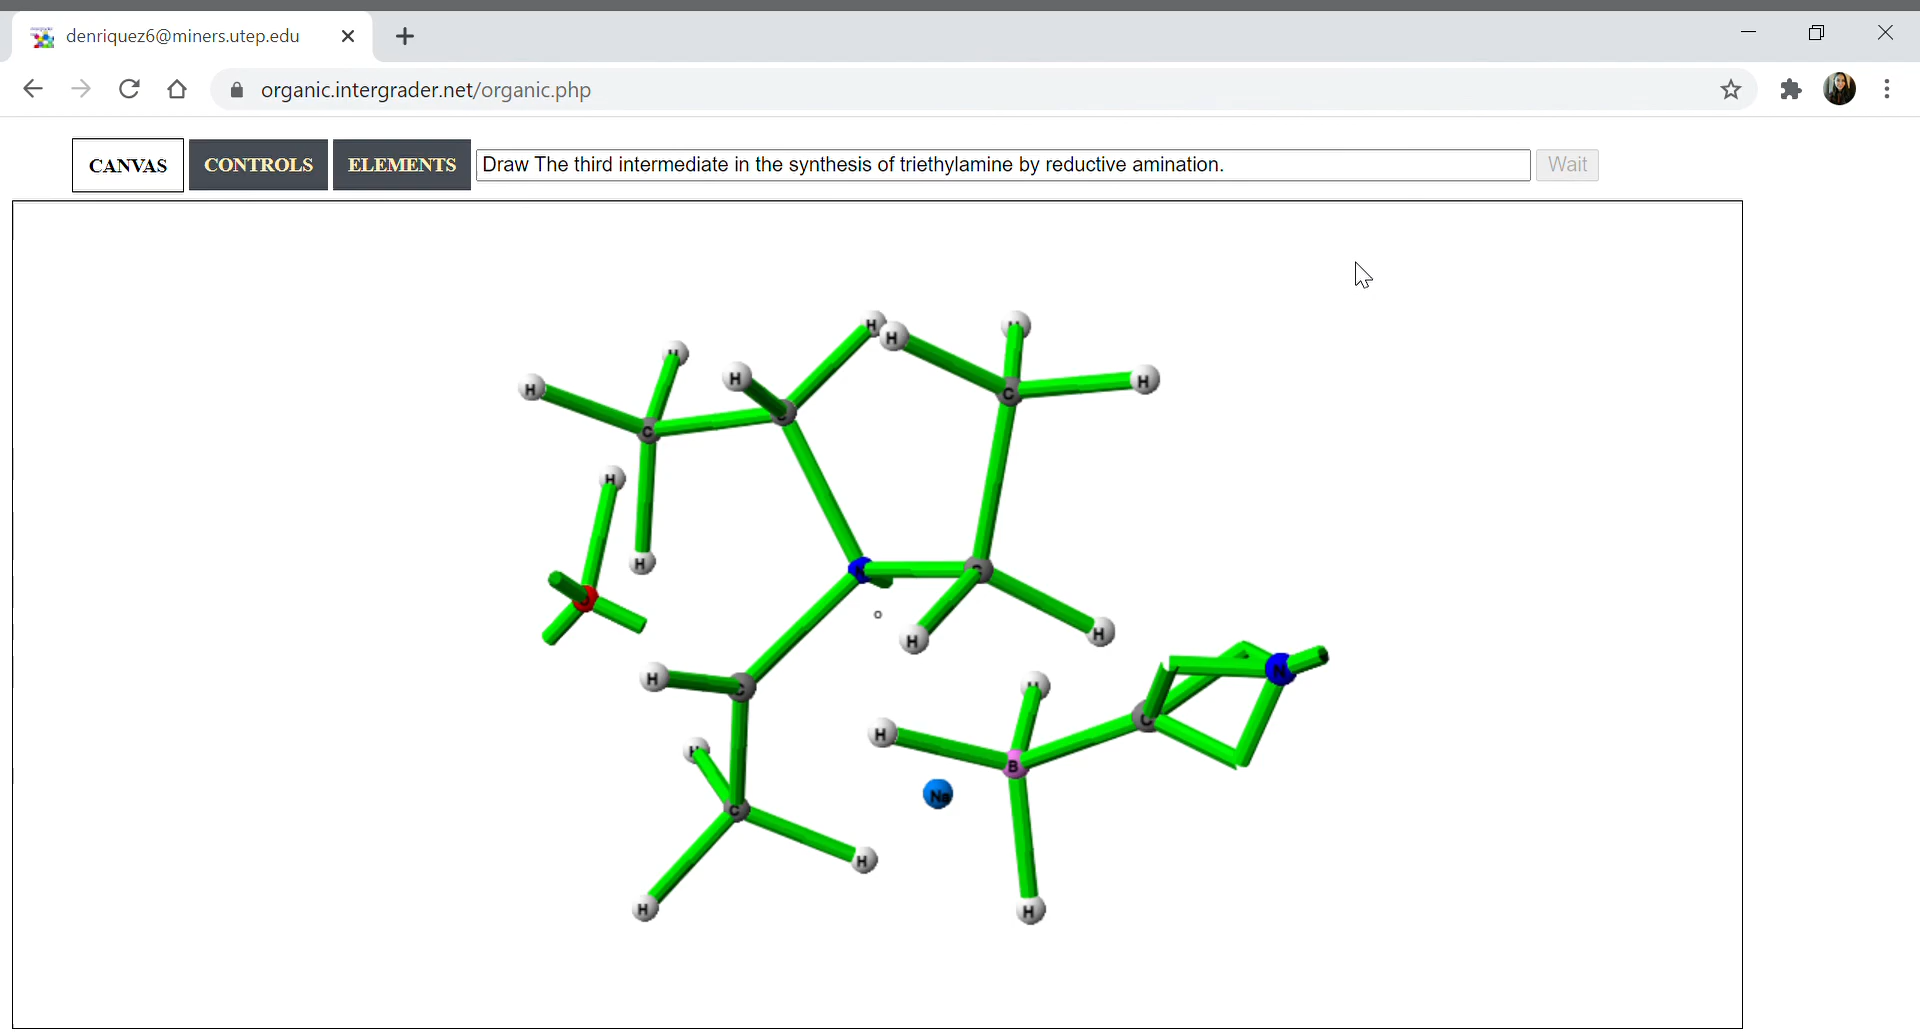 denriquez6@miners.utep.edu
organic.intergrader.net/organic.php
CANVAS CONTROLS ELEMENTS Draw The third intermediate in the synthesis of triethylamine by reductive amination. Wait
H H H
H H H H
C C C
H
H
N C
H H
H C H N
H H C
H B
C Na
H
H H